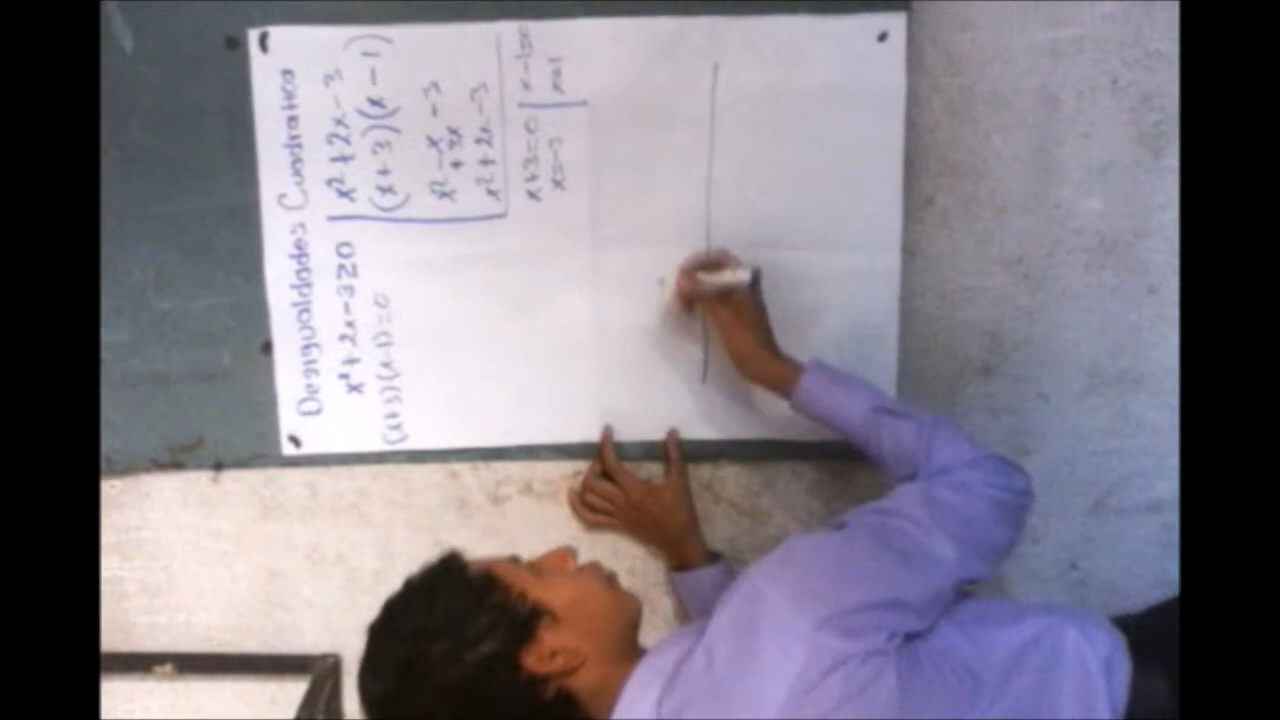 Desigualdades Cuadratica
x² + 2x - 3 ≥ 0
(x+3)(x-1) = 0
x² + 2x - 3
(x + 3)(x - 1)
x² - x - 3
+ 3x
x² + 2x - 3
x + 3 = 0
x = -3
x - 1 = 0
x = 1